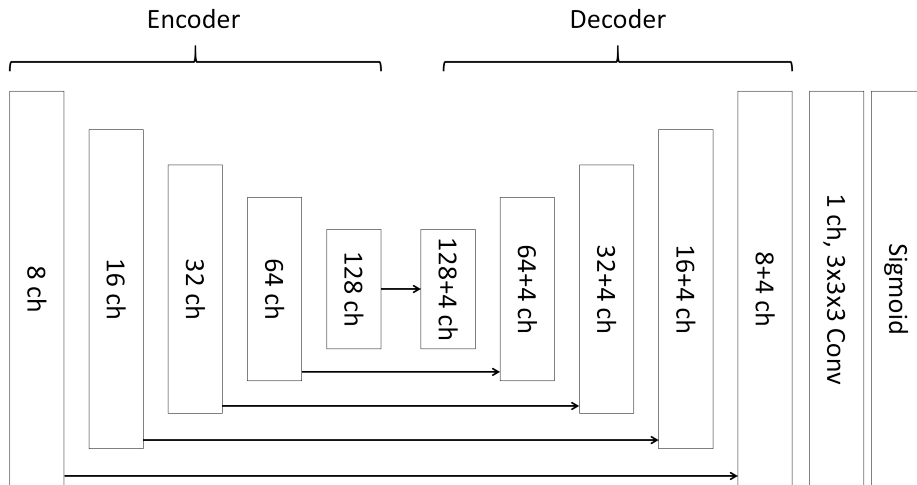 Encoder
Decoder
8 ch
16 ch
32 ch
64 ch
128 ch
128+4 ch
64+4 ch
32+4 ch
16+4 ch
8+4 ch
1 ch, 3x3x3 Conv
Sigmoid